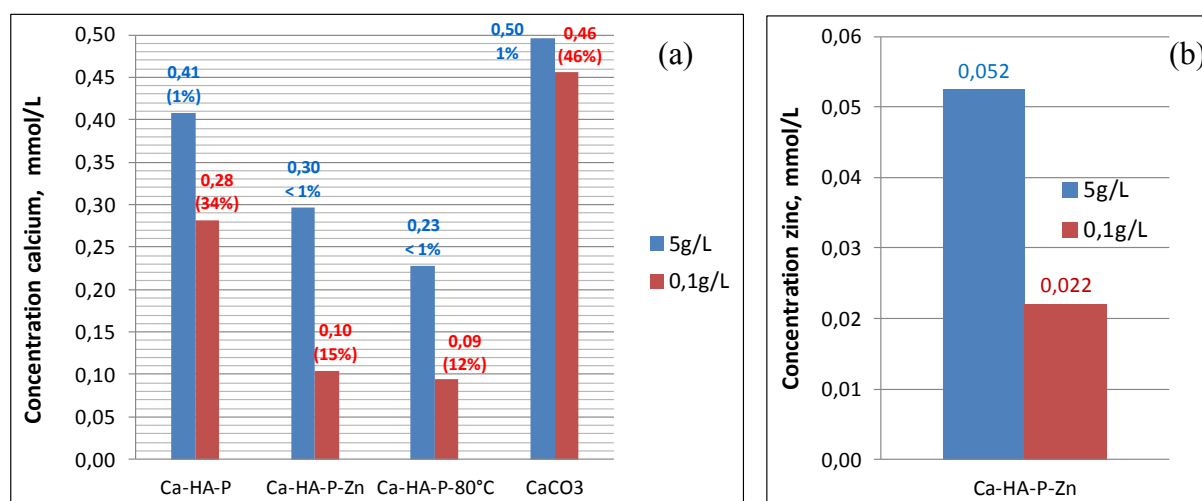 Concentration calcium, mmol/L
0,50
0,45
0,40
0,35
0,30
0,25
0,20
0,15
0,10
0,05
0,00
0,41
(1%)
0,28
(34%)
0,30
< 1%
0,10
(15%)
0,23
< 1%
0,09
(12%)
0,50
1%
0,46
(46%)
(a)
5g/L
0,1g/L
Ca-HA-P
Ca-HA-P-Zn
Ca-HA-P-80°C
CaCO3
Concentration zinc, mmol/L
0,06
0,05
0,04
0,03
0,02
0,01
0,00
0,052
0,022
(b)
5g/L
0,1g/L
Ca-HA-P-Zn